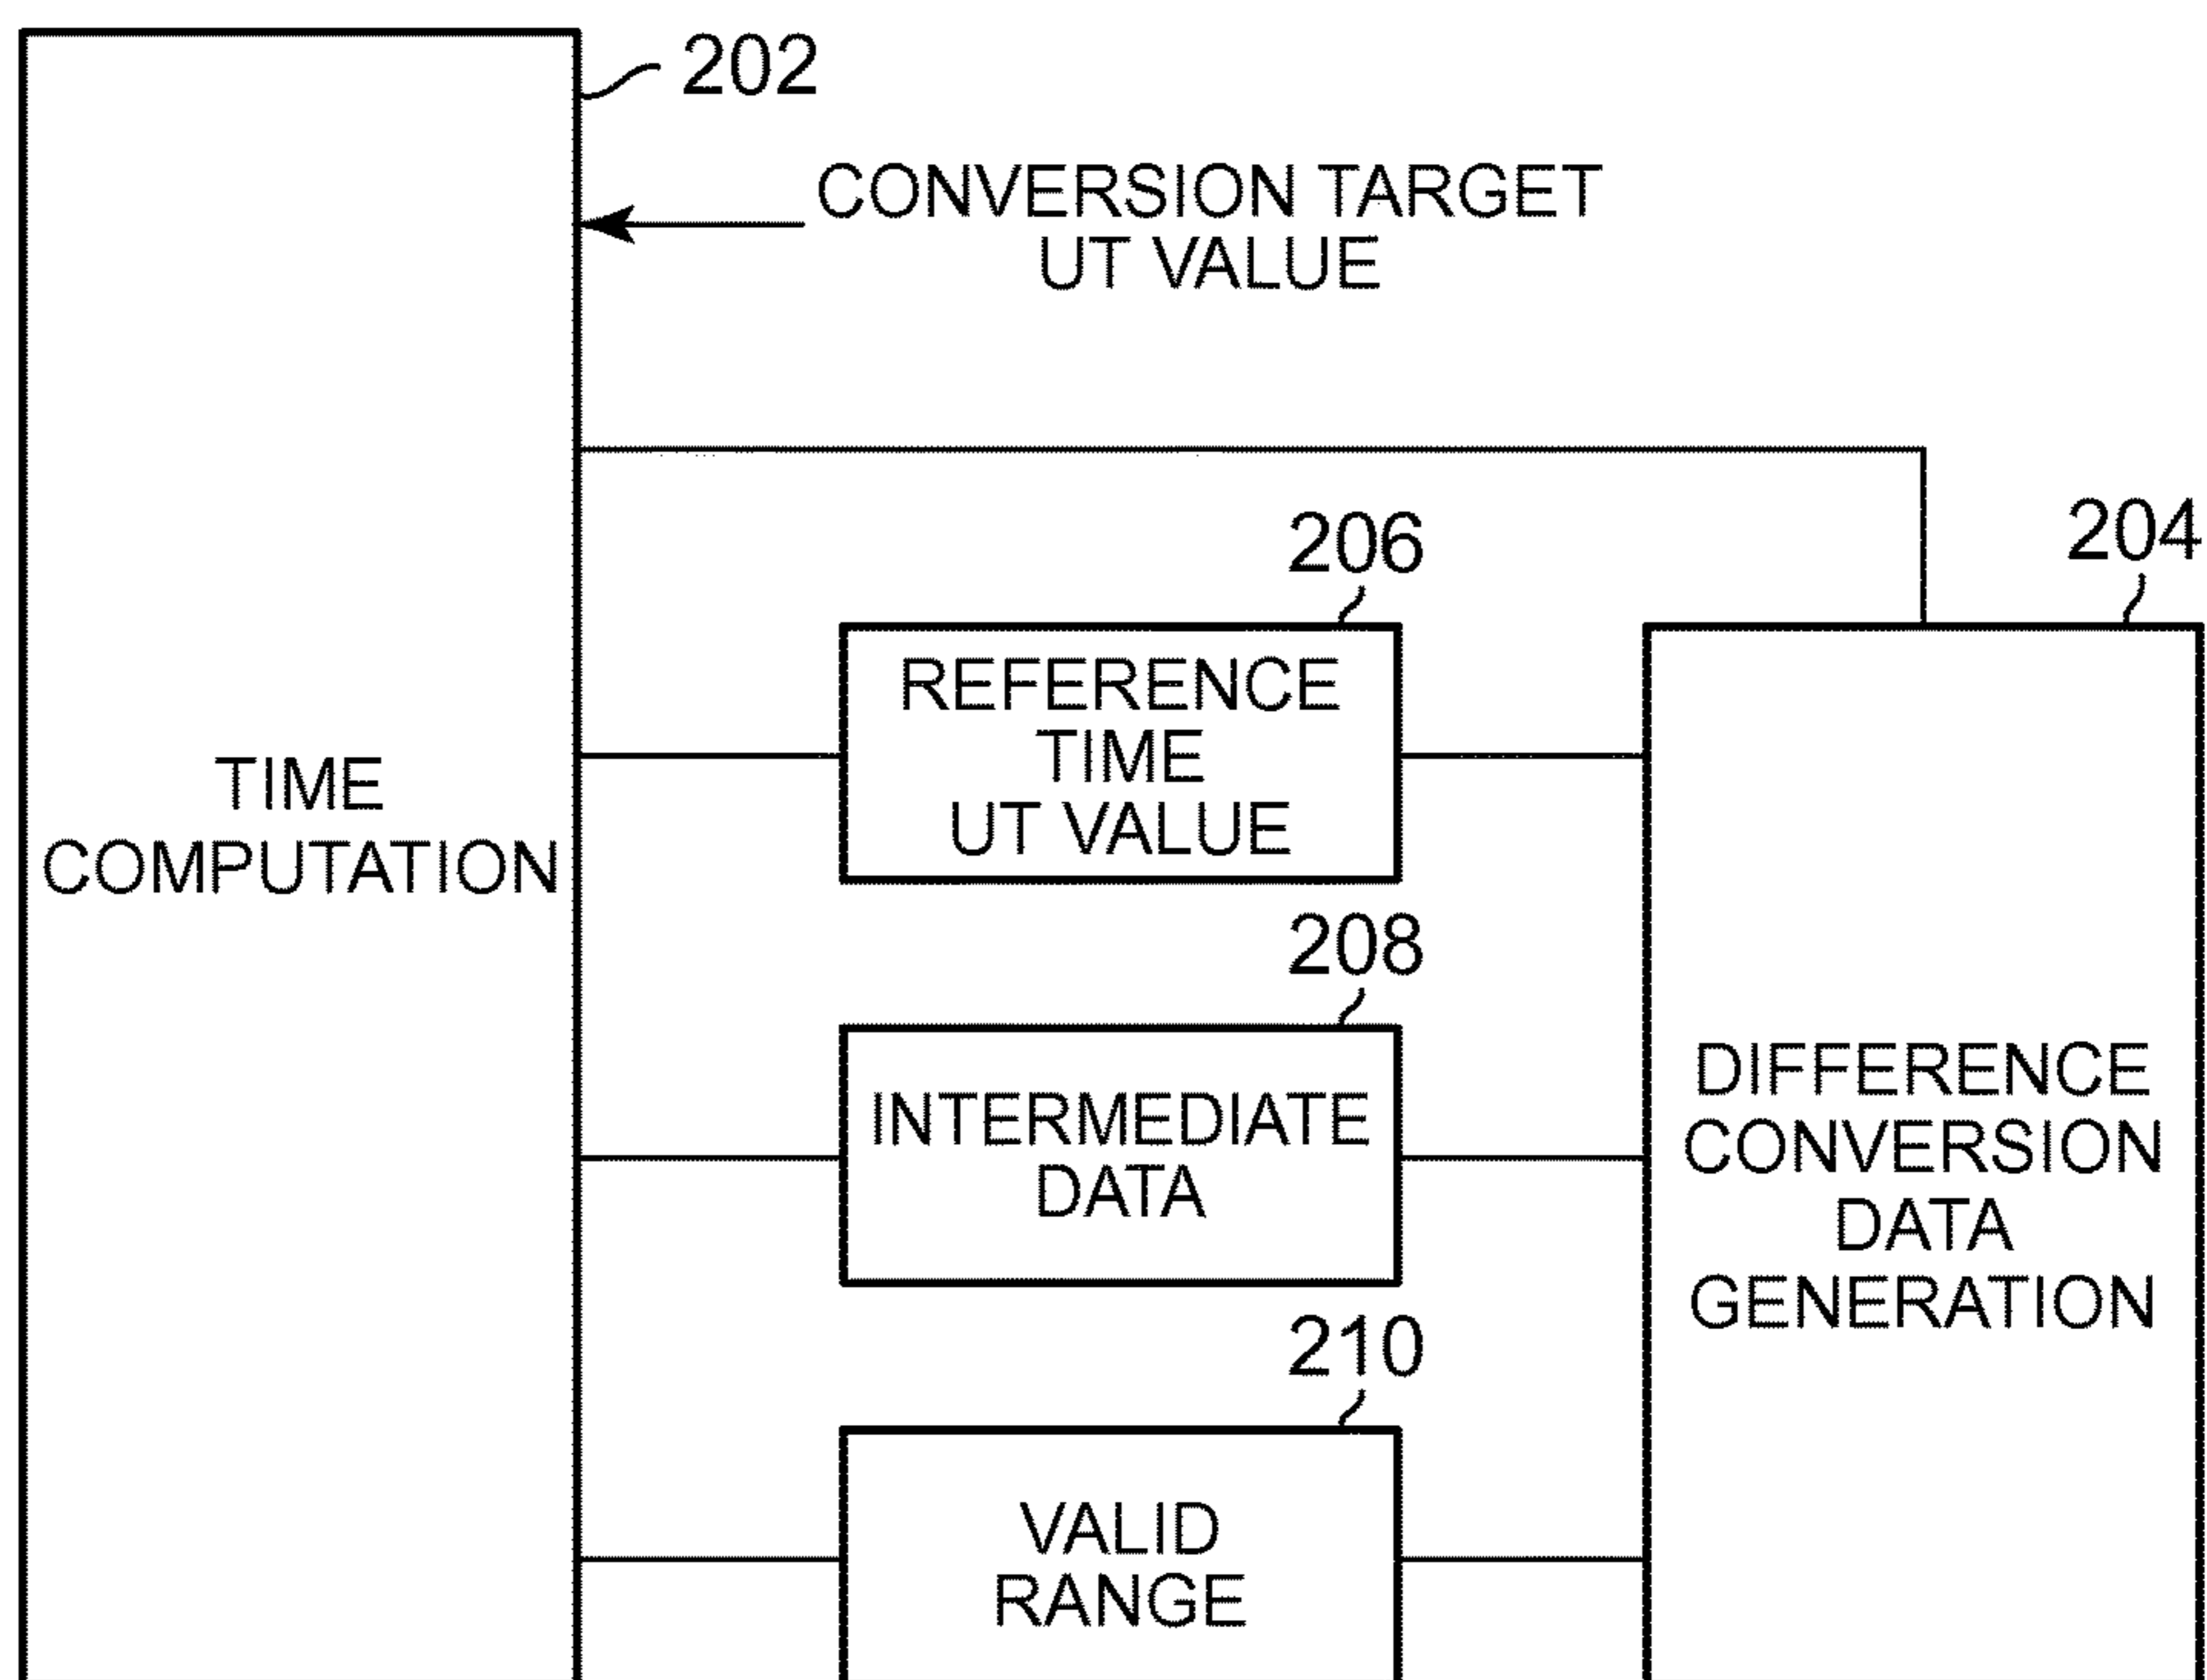 202
CONVERSION TARGET
UT VALUE
206
204
REFERENCE
TIME
UT VALUE
TIME
COMPUTATION
208
INTERMEDIATE
DATA
DIFFERENCE
CONVERSION
DATA
GENERATION
210
VALID
RANGE